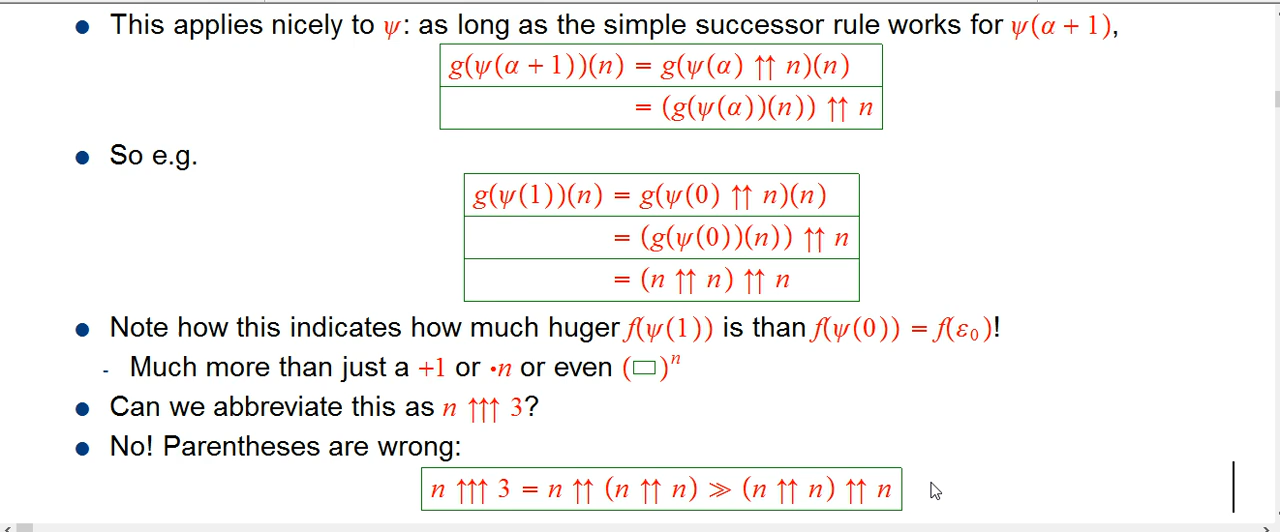 • This applies nicely to ψ: as long as the simple successor rule works for ψ(α + 1),
g(ψ(α + 1))(n) = g(ψ(α) ↑↑ n)(n)
= (g(ψ(α))(n)) ↑↑ n
• So e.g.
g(ψ(1))(n) = g(ψ(0) ↑↑ n)(n)
= (g(ψ(0))(n)) ↑↑ n
= (n ↑↑ n) ↑↑ n
• Note how this indicates how much huger f(ψ(1)) is than f(ψ(0)) = f(ε₀)!
- Much more than just a +1 or •n or even (□)ⁿ
• Can we abbreviate this as n ↑↑↑ 3?
• No! Parentheses are wrong:
n ↑↑↑ 3 = n ↑↑ (n ↑↑ n) ≫ (n ↑↑ n) ↑↑ n